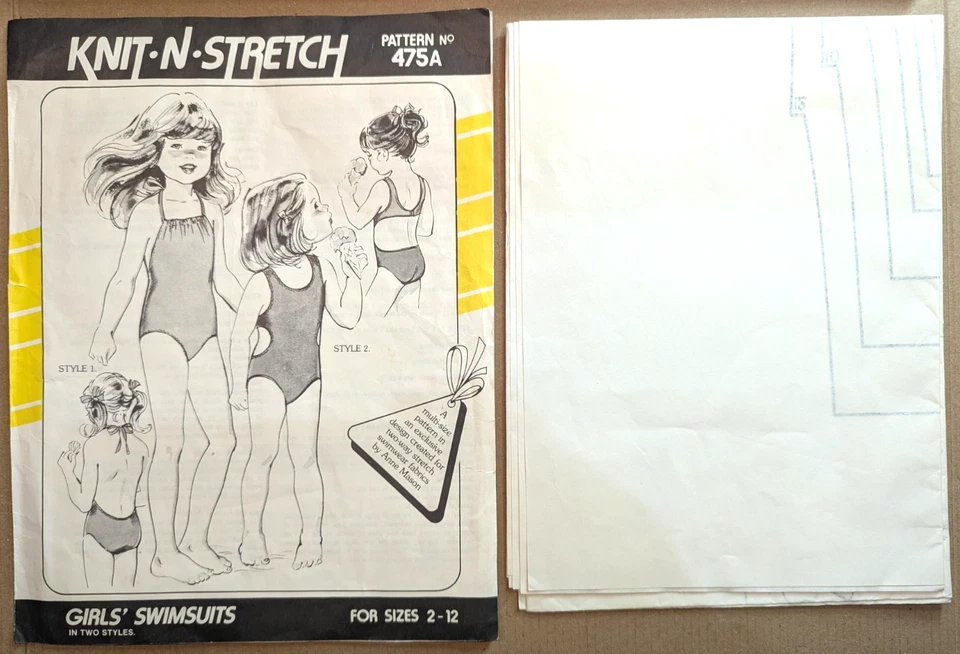 KNIT·N·STRETCH
PATTERN Nº
475A
STYLE 1.
STYLE 2.
A
multi-size
pattern in
an exclusive
design created for
two-way stretch
swimwear fabrics
by Anne Mason
GIRLS' SWIMSUITS
IN TWO STYLES.
FOR SIZES 2-12